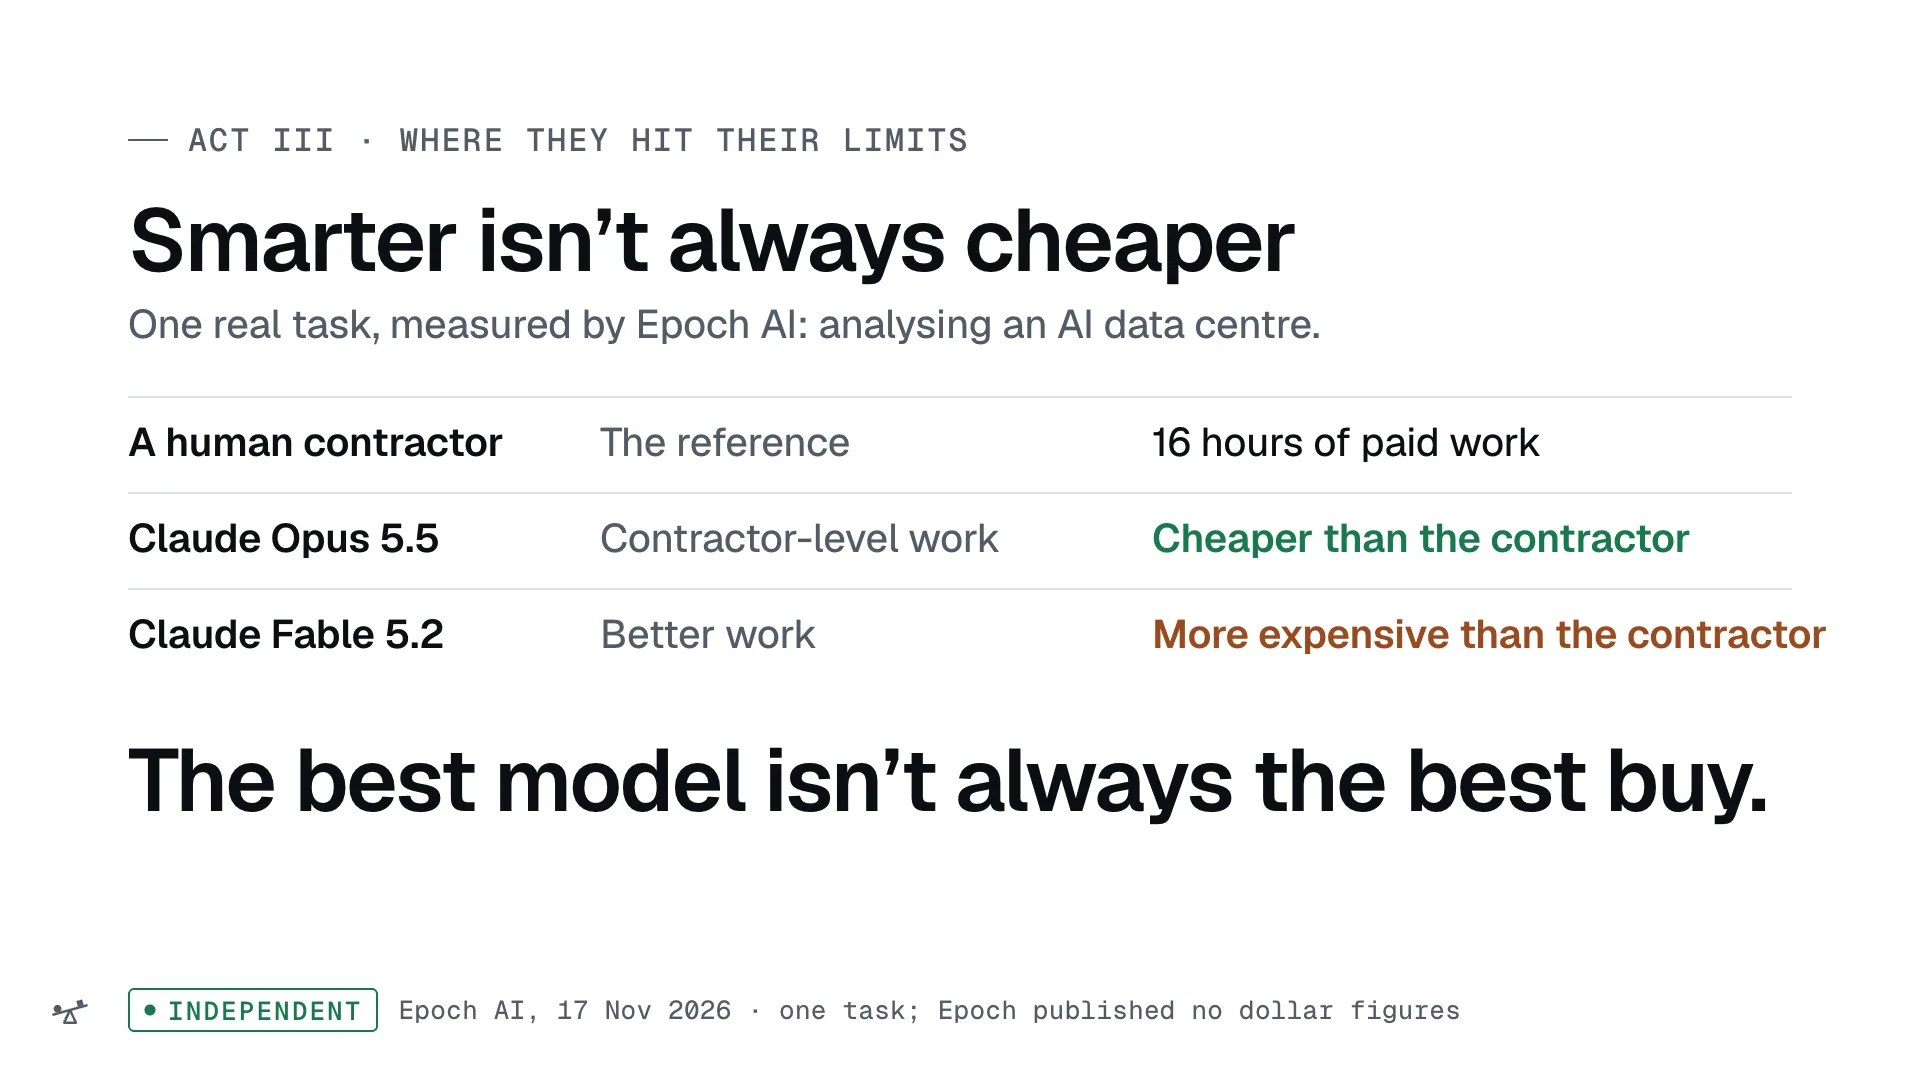 — ACT III · WHERE THEY HIT THEIR LIMITS
Smarter isn’t always cheaper
One real task, measured by Epoch AI: analysing an AI data centre.
A human contractor The reference 16 hours of paid work
Claude Opus 5.5 Contractor-level work Cheaper than the contractor
Claude Fable 5.2 Better work More expensive than the contractor
The best model isn’t always the best buy.
• INDEPENDENT Epoch AI, 17 Nov 2026 · one task; Epoch published no dollar figures